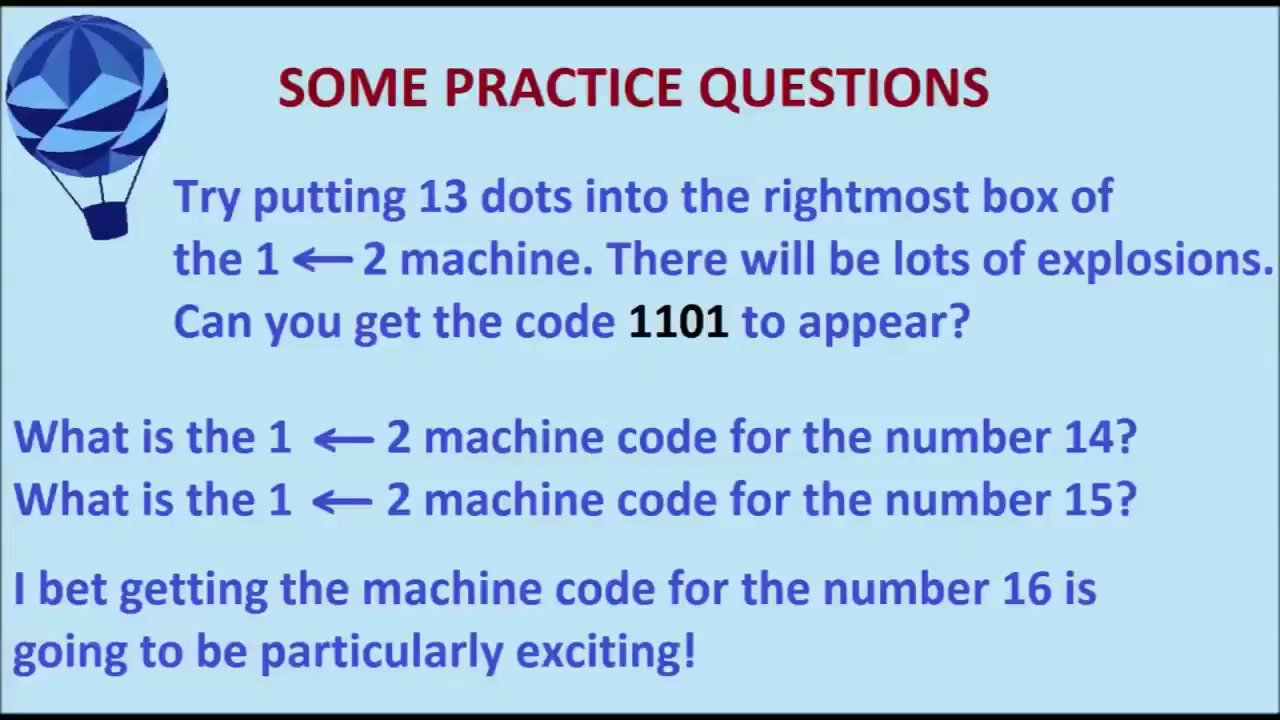 SOME PRACTICE QUESTIONS
Try putting 13 dots into the rightmost box of
the 1 ← 2 machine. There will be lots of explosions.
Can you get the code 1101 to appear?
What is the 1 ← 2 machine code for the number 14?
What is the 1 ← 2 machine code for the number 15?
I bet getting the machine code for the number 16 is
going to be particularly exciting!